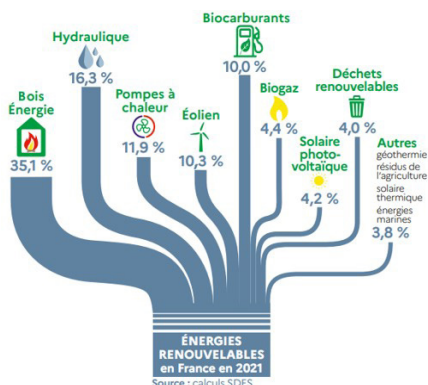 Bois
Énergie
35,1 %
Hydraulique
16,3 %
Pompes à
chaleur
11,9 %
Éolien
10,3 %
Biocarburants
10,0 %
Biogaz
4,4 %
Solaire
photo-
voltaïque
4,2 %
Déchets
renouvelables
4,0 %
Autres
géothermie
résidus de
l'agriculture
solaire
thermique
énergies
marines
3,8 %
ÉNERGIES
RENOUVELABLES
en France en 2021
Source : calculs SDES